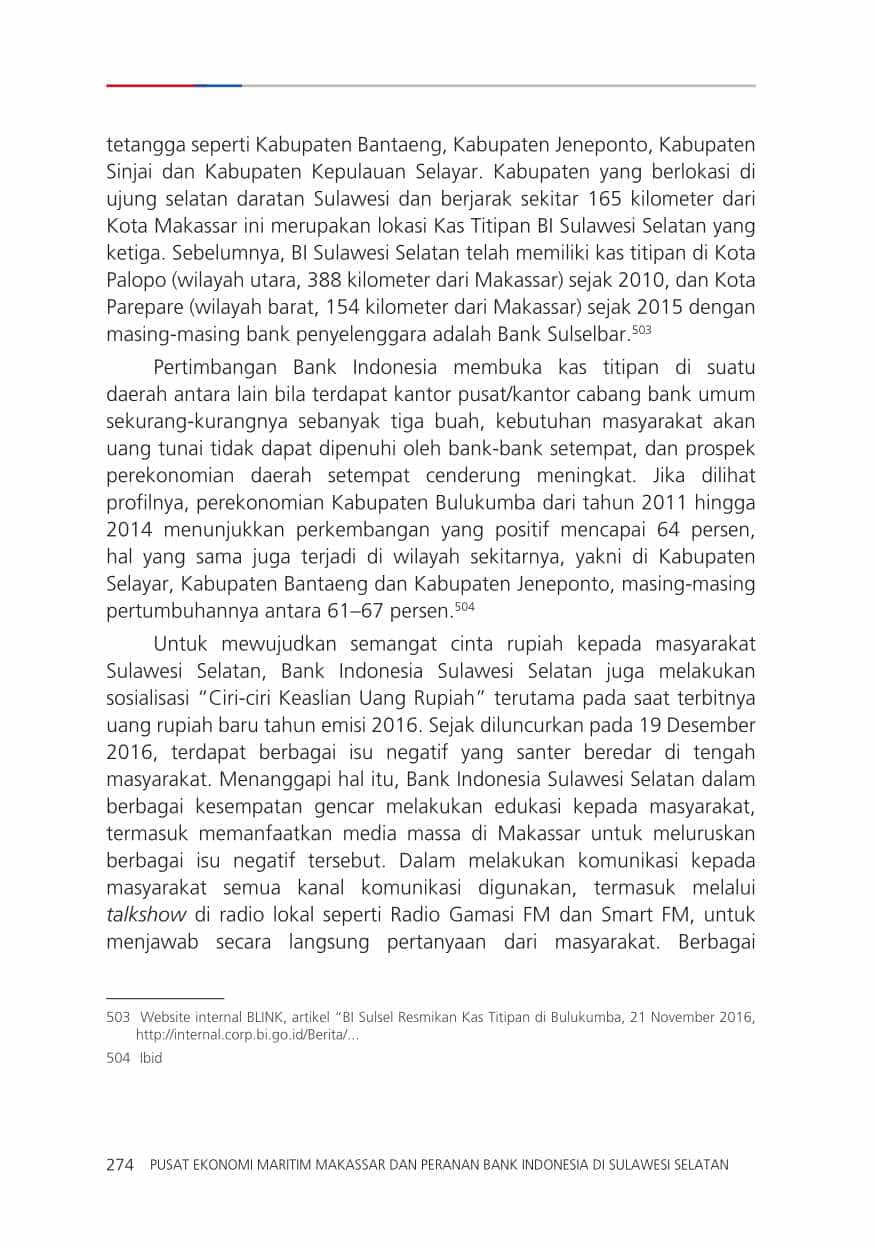 tetangga seperti Kabupaten Bantaeng, Kabupaten Jeneponto, Kabupaten
Sinjai dan Kabupaten Kepulauan Selayar. Kabupaten yang berlokasi di
ujung selatan daratan Sulawesi dan berjarak sekitar 165 kilometer dari
Kota Makassar ini merupakan lokasi Kas Titipan BI Sulawesi Selatan yang
ketiga. Sebelumnya, BI Sulawesi Selatan telah memiliki kas titipan di Kota
Palopo (wilayah utara, 388 kilometer dari Makassar) sejak 2010, dan Kota
Parepare (wilayah barat, 154 kilometer dari Makassar) sejak 2015 dengan
masing-masing bank penyelenggara adalah Bank Sulselbar.503
Pertimbangan Bank Indonesia membuka kas titipan di suatu
daerah antara lain bila terdapat kantor pusat/kantor cabang bank umum
sekurang-kurangnya sebanyak tiga buah, kebutuhan masyarakat akan
uang tunai tidak dapat dipenuhi oleh bank-bank setempat, dan prospek
perekonomian daerah setempat cenderung meningkat. Jika dilihat
profilnya, perekonomian Kabupaten Bulukumba dari tahun 2011 hingga
2014 menunjukkan perkembangan yang positif mencapai 64 persen,
hal yang sama juga terjadi di wilayah sekitarnya, yakni di Kabupaten
Selayar, Kabupaten Bantaeng dan Kabupaten Jeneponto, masing-masing
pertumbuhannya antara 61–67 persen.504
Untuk mewujudkan semangat cinta rupiah kepada masyarakat
Sulawesi Selatan, Bank Indonesia Sulawesi Selatan juga melakukan
sosialisasi “Ciri-ciri Keaslian Uang Rupiah” terutama pada saat terbitnya
uang rupiah baru tahun emisi 2016. Sejak diluncurkan pada 19 Desember
2016, terdapat berbagai isu negatif yang santer beredar di tengah
masyarakat. Menanggapi hal itu, Bank Indonesia Sulawesi Selatan dalam
berbagai kesempatan gencar melakukan edukasi kepada masyarakat,
termasuk memanfaatkan media massa di Makassar untuk meluruskan
berbagai isu negatif tersebut. Dalam melakukan komunikasi kepada
masyarakat semua kanal komunikasi digunakan, termasuk melalui
talkshow di radio lokal seperti Radio Gamasi FM dan Smart FM, untuk
menjawab secara langsung pertanyaan dari masyarakat. Berbagai
503 Website internal BLINK, artikel “BI Sulsel Resmikan Kas Titipan di Bulukumba, 21 November 2016,
http://internal.corp.bi.go.id/Berita/...
504 Ibid
274 PUSAT EKONOMI MARITIM MAKASSAR DAN PERANAN BANK INDONESIA DI SULAWESI SELATAN